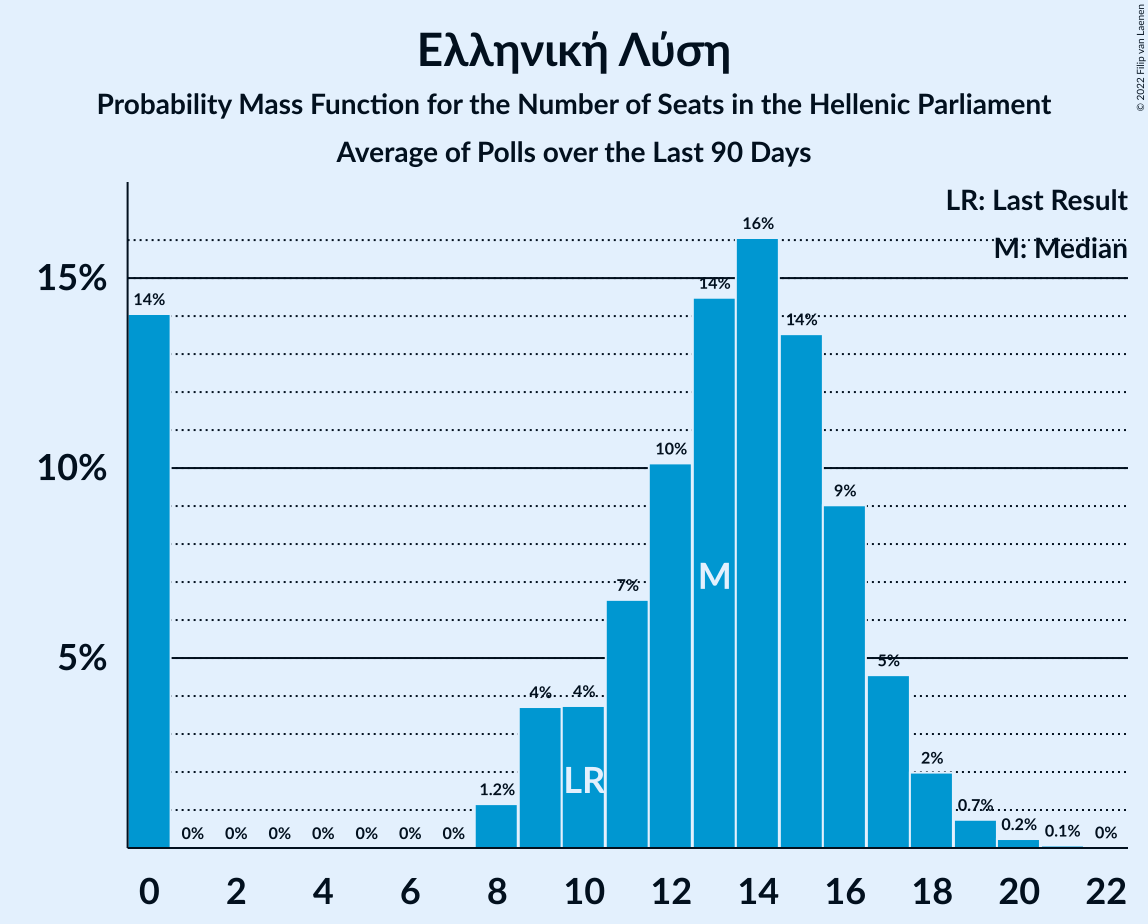 Ελληνική Λύση
Probability Mass Function for the Number of Seats in the Hellenic Parliament
Average of Polls over the Last 90 Days
© 2022 Filip van Laenen
LR: Last Result
M: Median
15%
10%
5%
14%
0%
0%
0%
0%
0%
0%
0%
1.2%
4%
4%
7%
10%
14%
16%
14%
9%
5%
2%
0.7%
0.2%
0.1%
0%
LR
M
0 2 4 6 8 10 12 14 16 18 20 22